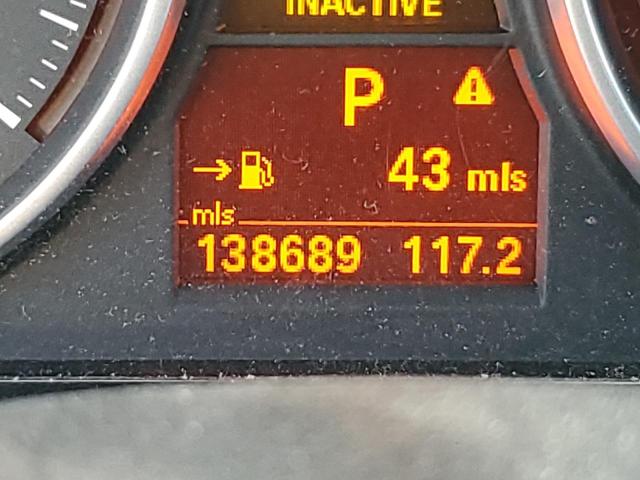 INACTIVE
P
43 mls
mls
138689 117.2